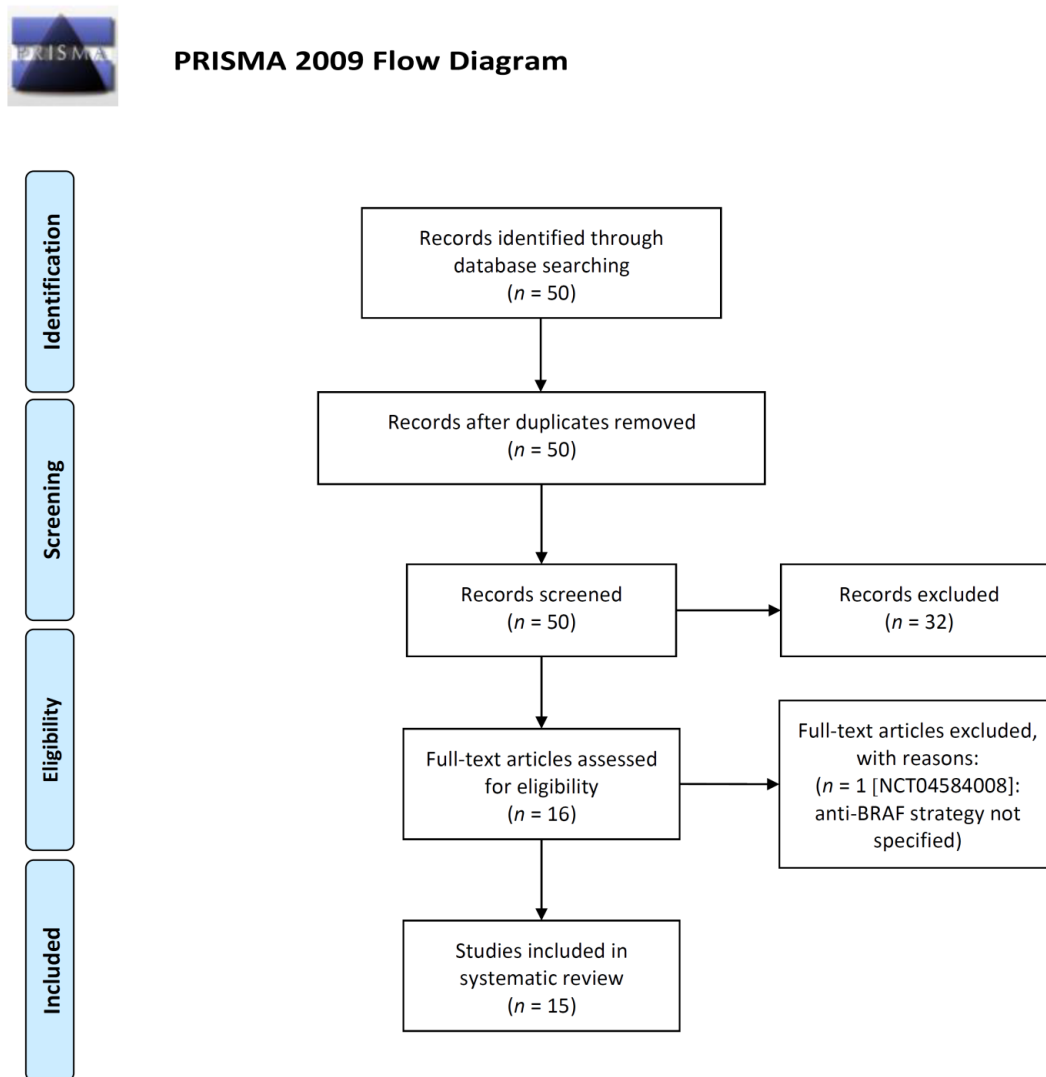 PRISMA
PRISMA 2009 Flow Diagram
Identification
Records identified through
database searching
(n = 50)
Screening
Records after duplicates removed
(n = 50)
Records screened
(n = 50)
Records excluded
(n = 32)
Eligibility
Full-text articles assessed
for eligibility
(n = 16)
Full-text articles excluded,
with reasons:
(n = 1 [NCT04584008]:
anti-BRAF strategy not
specified)
Included
Studies included in
systematic review
(n = 15)